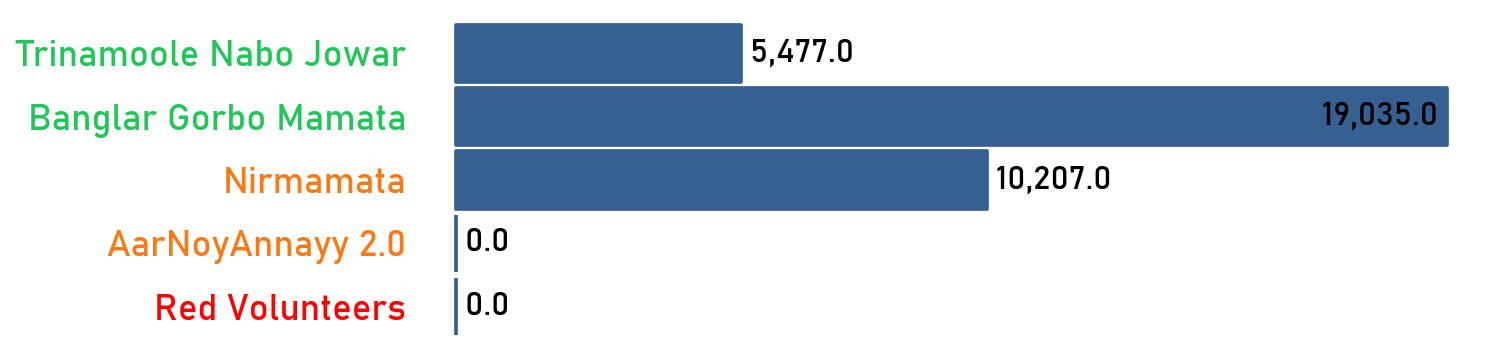 Trinamoole Nabo Jowar 5,477.0
Banglar Gorbo Mamata 19,035.0
Nirmamata 10,207.0
AarNoyAnnayy 2.0 0.0
Red Volunteers 0.0